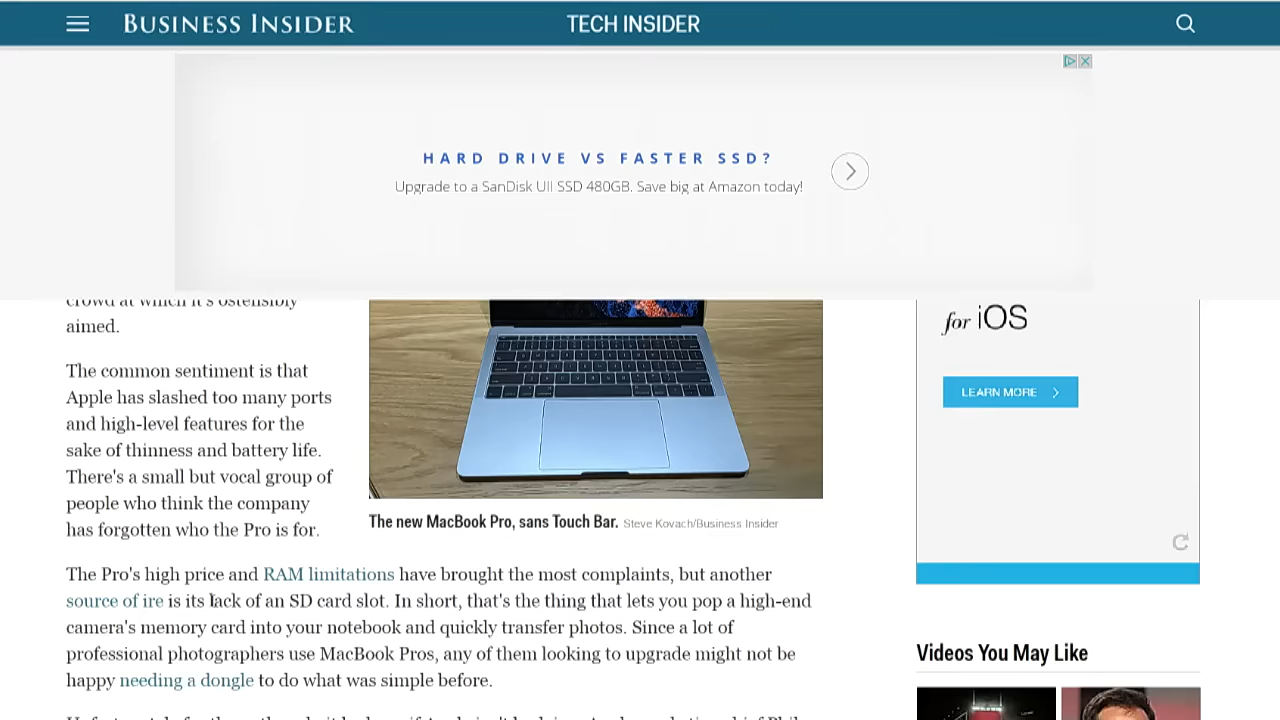 BUSINESS INSIDER
TECH INSIDER
HARD DRIVE VS FASTER SSD?
Upgrade to a SanDisk UII SSD 480GB. Save big at Amazon today!
crowd at which it's ostensibly
aimed.
The common sentiment is that
Apple has slashed too many ports
and high-level features for the
sake of thinness and battery life.
There's a small but vocal group of
people who think the company
has forgotten who the Pro is for.
The new MacBook Pro, sans Touch Bar. Steve Kovach/Business Insider
The Pro's high price and RAM limitations have brought the most complaints, but another
source of ire is its lack of an SD card slot. In short, that's the thing that lets you pop a high-end
camera's memory card into your notebook and quickly transfer photos. Since a lot of
professional photographers use MacBook Pros, any of them looking to upgrade might not be
happy needing a dongle to do what was simple before.
for iOS
LEARN MORE
Videos You May Like